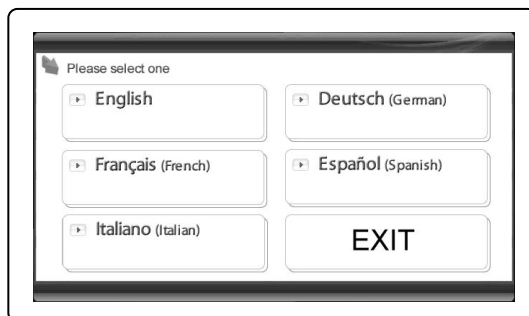 Please select one
English
Deutsch (German)
Français (French)
Español (Spanish)
Italiano (Italian)
EXIT